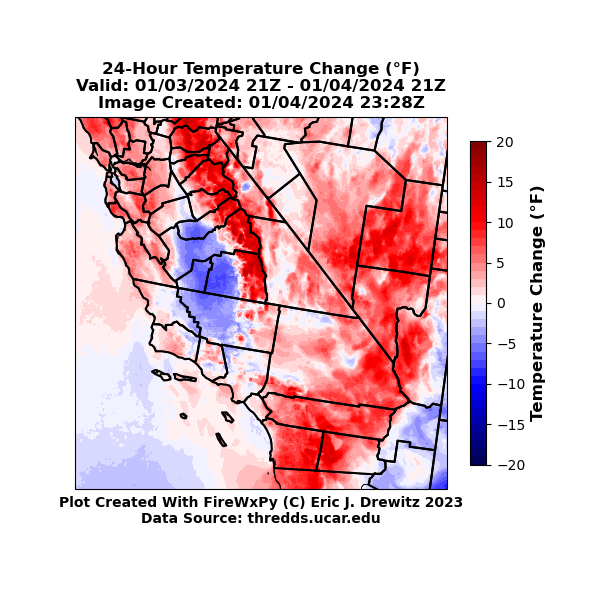 24-Hour Temperature Change (°F)
Valid: 01/03/2024 21Z - 01/04/2024 21Z
Image Created: 01/04/2024 23:28Z
20
15
10
5
0
−5
−10
−15
−20
Temperature Change (°F)
Plot Created With FireWxPy (C) Eric J. Drewitz 2023
Data Source: thredds.ucar.edu